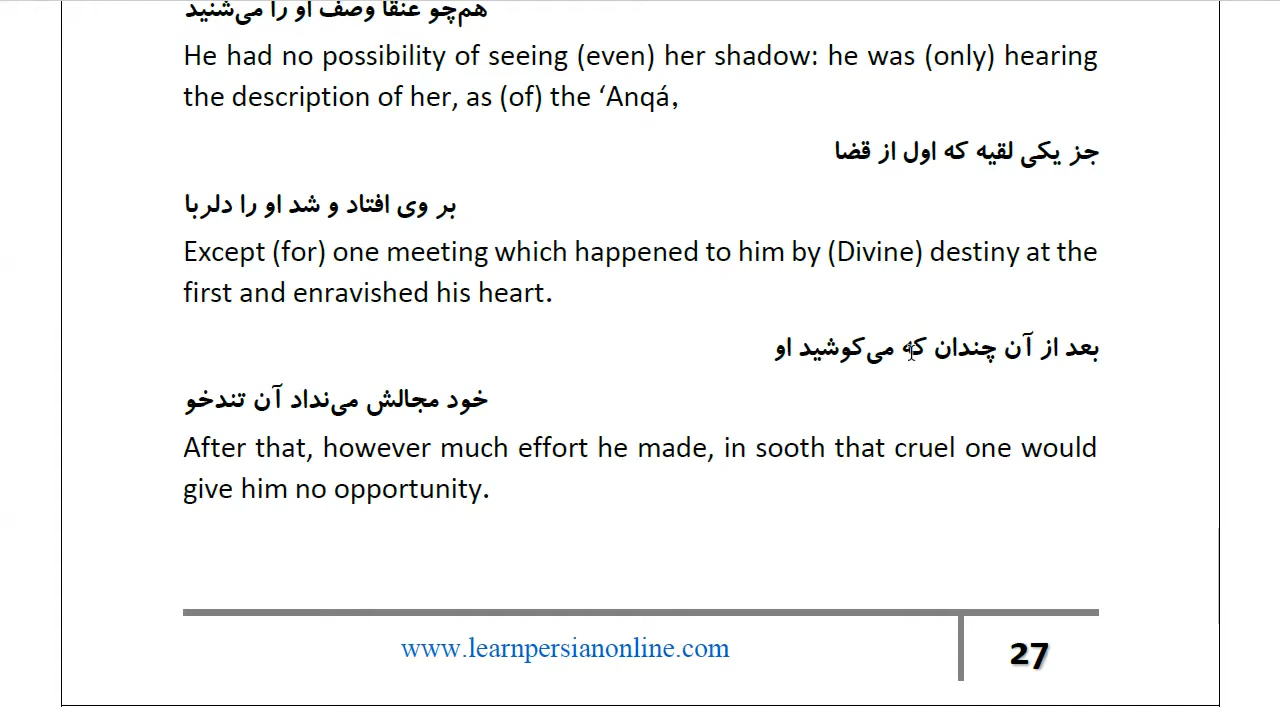 هم‌چو عنقا وصف او را می‌شنید
He had no possibility of seeing (even) her shadow: he was (only) hearing
the description of her, as (of) the ‘Anqá,
جز یکی لقیه که اول از قضا
بر وی افتاد و شد او را دلربا
Except (for) one meeting which happened to him by (Divine) destiny at the
first and enravished his heart.
بعد از آن چندان که می‌کوشید او
خود مجالش می‌نداد آن تندخو
After that, however much effort he made, in sooth that cruel one would
give him no opportunity.
www.learnpersianonline.com
27